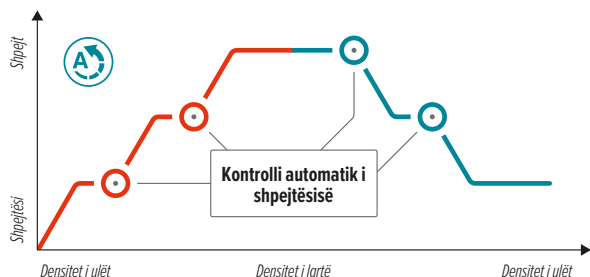 Shpejt
A
Kontrolli automatik i
shpejtësisë
Shpejtësi
Densitet i ulët
Densitet i lartë
Densitet i ulët